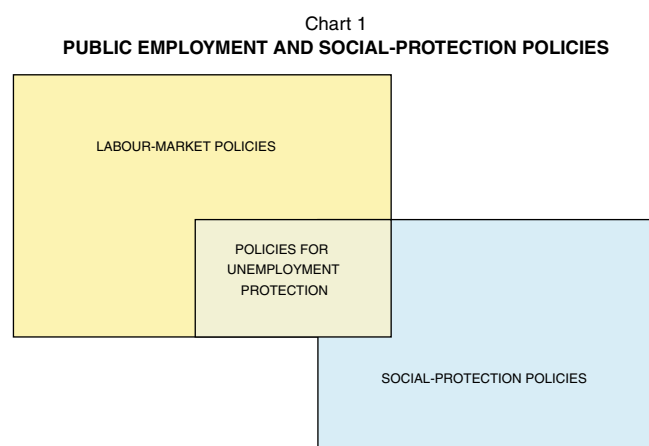 Chart 1
PUBLIC EMPLOYMENT AND SOCIAL-PROTECTION POLICIES
LABOUR-MARKET POLICIES
POLICIES FOR
UNEMPLOYMENT
PROTECTION
SOCIAL-PROTECTION POLICIES